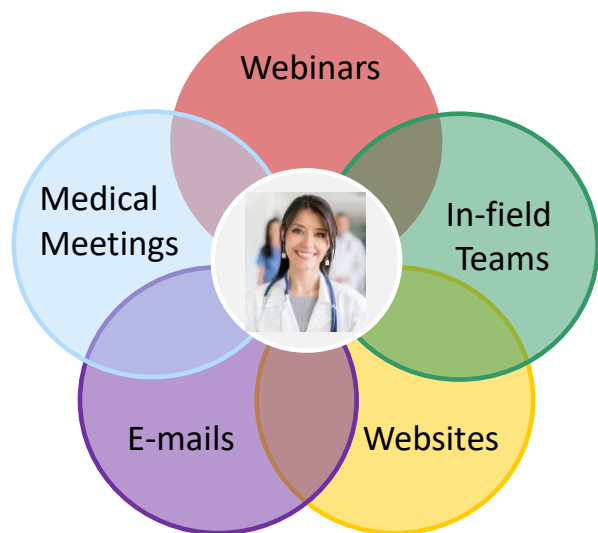 Webinars
Medical
Meetings
In-field
Teams
E-mails
Websites